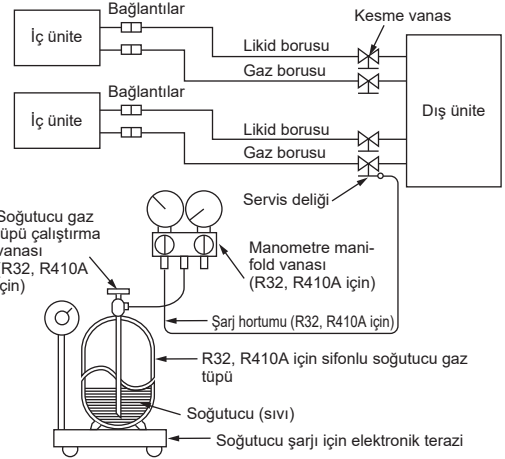 Bağlantılar
Kesme vanas
İç ünite
Likid borusu
Gaz borusu
Bağlantılar
Dış ünite
İç ünite
Likid borusu
Gaz borusu
Servis deliği
Soğutucu gaz
tüpü çalıştırma
vanası
(R32, R410A
için)
Manometre mani-
fold vanası
(R32, R410A için)
Şarj hortumu (R32, R410A için)
R32, R410A için sifonlu soğutucu gaz
tüpü
Soğutucu (sıvı)
Soğutucu şarjı için elektronik terazi